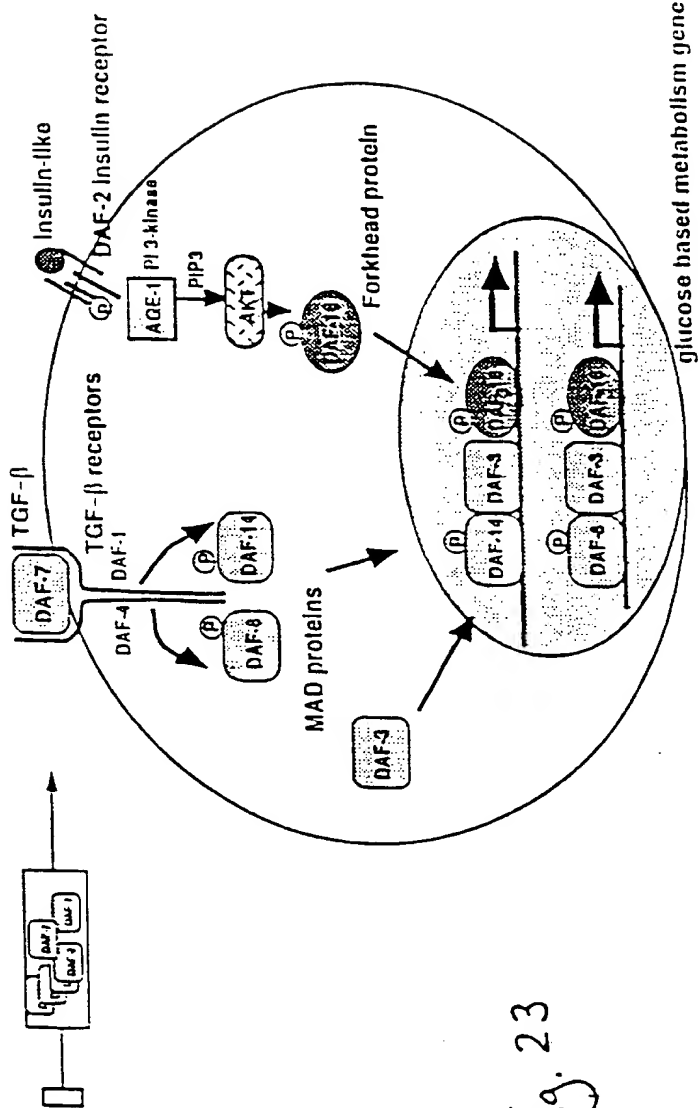 TGF-β
DAF-7
TGF-β receptors
DAF-4
DAF-1
P
DAF-8
P
DAF-14
MAD proteins
DAF-3
Insulin-like
DAF-2 Insulin receptor
P
AGE-1
PI 3-kinase
PIP3
AKT
P
DAF-16
Forkhead protein
P
P
DAF-14
DAF-3
DAF-16
P
P
DAF-8
DAF-3
DAF-16
glucose based metabolism gene
g. 23